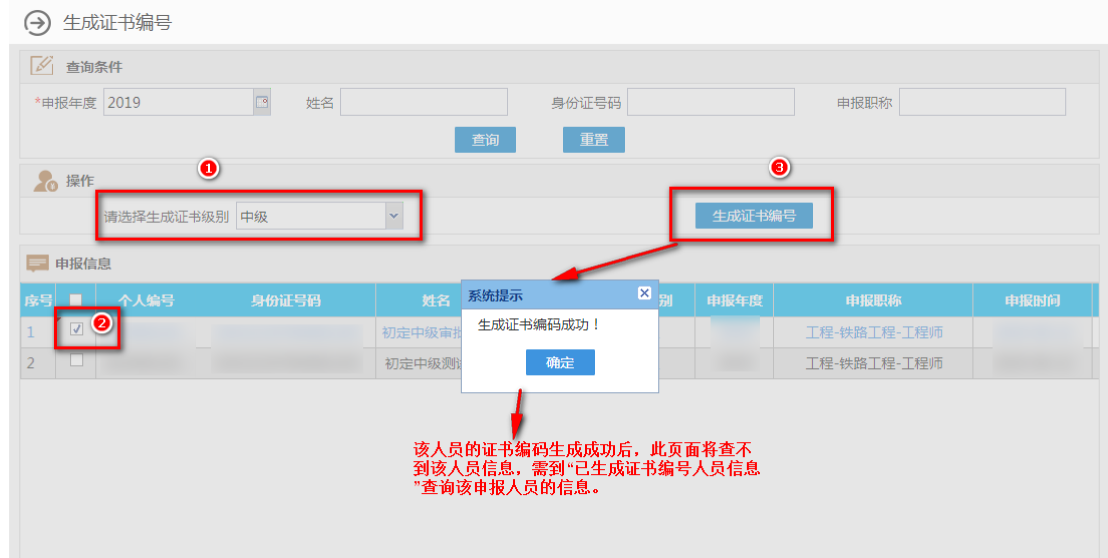 生成证书编号
查询条件
*申报年度 2019 姓名 身份证号码 申报职称
查询 重置
1 3
操作
请选择生成证书级别 中级 生成证书编号
申报信息
序号 个人编号 身份证号码 姓名 别 申报年度 申报职称 申报时间
系统提示
生成证书编码成功！
确定
1 2 初定中级审批 工程-铁路工程-工程师
2 初定中级测试 工程-铁路工程-工程师
该人员的证书编码生成成功后，此页面将查不
到该人员信息，需到“已生成证书编号人员信息
”查询该申报人员的信息。